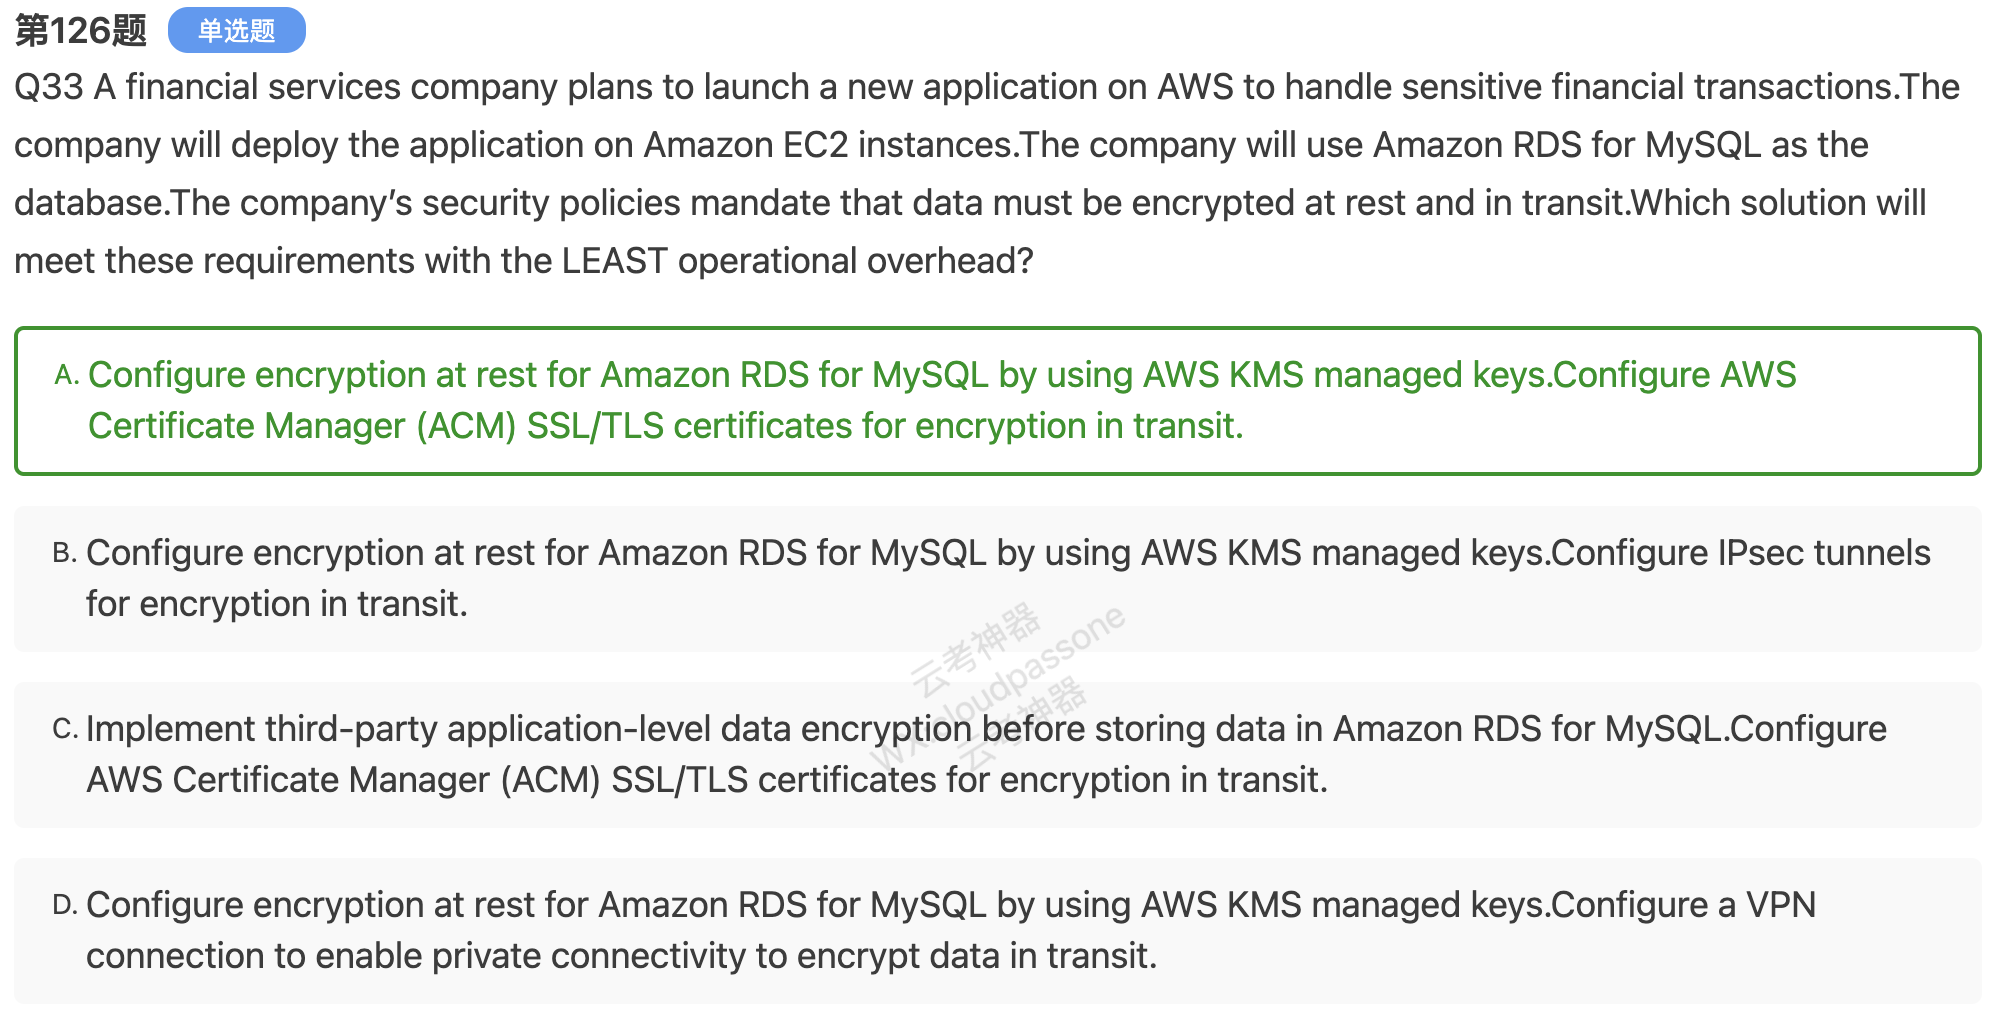 第126题 单选题
Q33 A financial services company plans to launch a new application on AWS to handle sensitive financial transactions.The
company will deploy the application on Amazon EC2 instances.The company will use Amazon RDS for MySQL as the
database.The company’s security policies mandate that data must be encrypted at rest and in transit.Which solution will
meet these requirements with the LEAST operational overhead?
A. Configure encryption at rest for Amazon RDS for MySQL by using AWS KMS managed keys.Configure AWS
Certificate Manager (ACM) SSL/TLS certificates for encryption in transit.
B. Configure encryption at rest for Amazon RDS for MySQL by using AWS KMS managed keys.Configure IPsec tunnels
for encryption in transit.
C. Implement third-party application-level data encryption before storing data in Amazon RDS for MySQL.Configure
AWS Certificate Manager (ACM) SSL/TLS certificates for encryption in transit.
D. Configure encryption at rest for Amazon RDS for MySQL by using AWS KMS managed keys.Configure a VPN
connection to enable private connectivity to encrypt data in transit.
云考神器
cloudpassone
云考神器